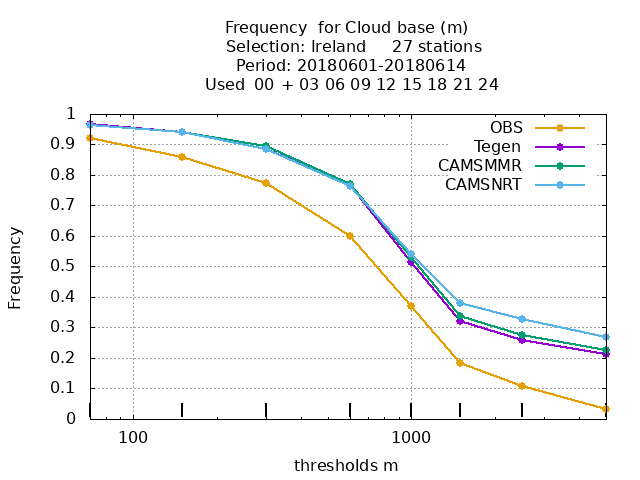 Frequency  for Cloud base (m)
Selection: Ireland     27 stations
Period: 20180601-20180614
Used  00  + 03 06 09 12 15 18 21 24
OBS
Tegen
CAMSMMR
CAMSNRT
1
0.9
0.8
0.7
0.6
0.5
0.4
0.3
0.2
0.1
0
Frequency
100 1000
thresholds m